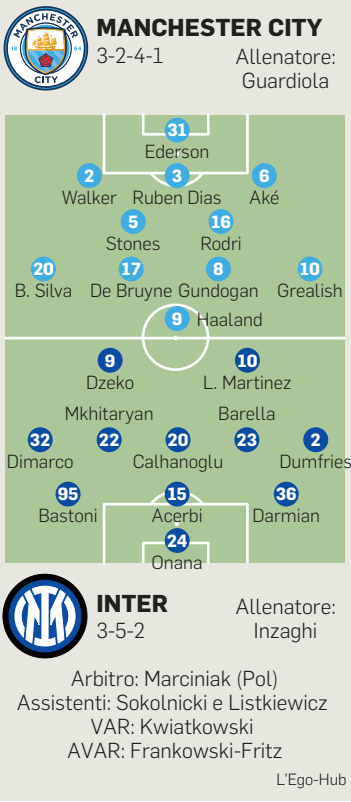 MANCHESTER CITY
3-2-4-1
Allenatore:
Guardiola
MANCHESTER
18 94
CITY
31
Ederson
2 3 6
Walker Ruben Dias Aké
5 16
Stones Rodri
20 17 8 10
B. Silva De Bruyne Gundogan Grealish
9 Haaland
9 10
Dzeko L. Martinez
Mkhitaryan Barella
32 22 20 23 2
Dimarco Calhanoglu Dumfries
95 15 36
Bastoni Acerbi Darmian
24
Onana
INTER
3-5-2
Allenatore:
Inzaghi
Arbitro: Marciniak (Pol)
Assistenti: Sokolnicki e Listkiewicz
VAR: Kwiatkowski
AVAR: Frankowski-Fritz
L'Ego-Hub